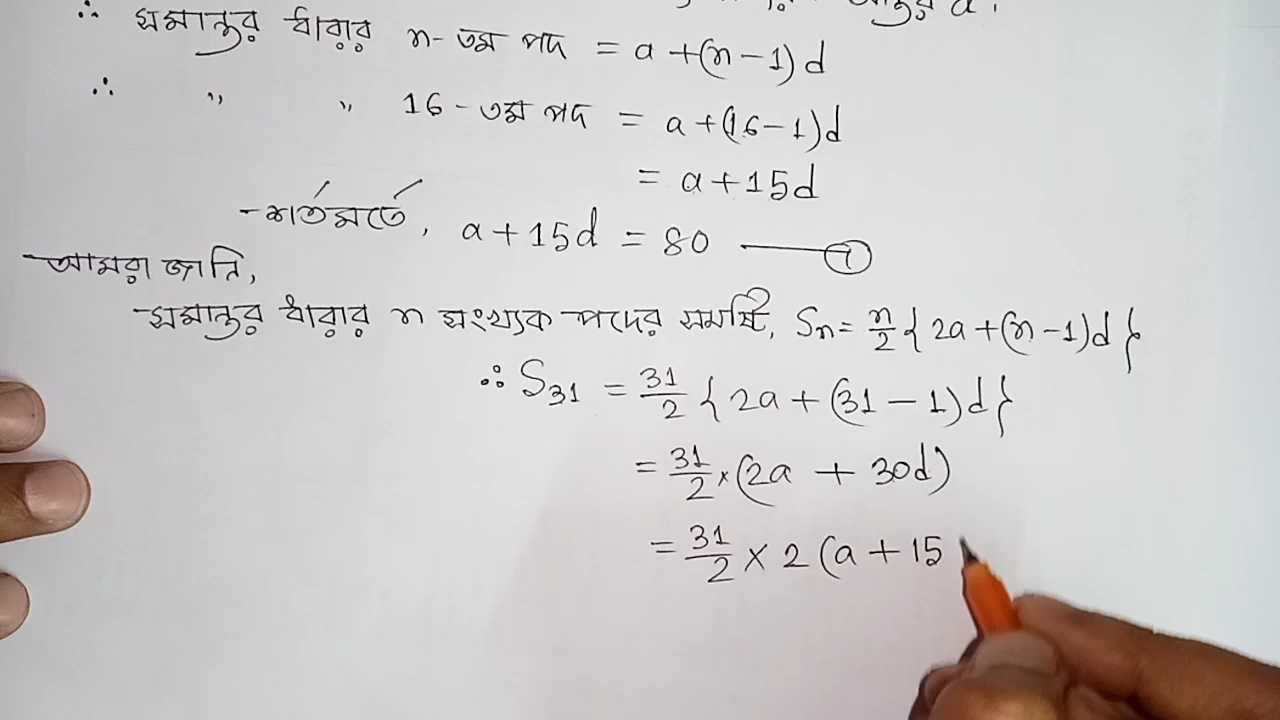 d।
∴ সমান্তর ধারার n-তম পদ = a+(n-1)d
∴ " " 16-তম পদ = a+(16-1)d
= a+15d
শর্তমতে, a+15d = 80 —— ①
আমরা জানি,
সমান্তর ধারার n সংখ্যক পদের সমষ্টি, Sₙ= n/2 { 2a+(n-1)d }
∴ S₃₁ = 31/2 { 2a+(31-1)d}
= 31/2 × (2a + 30d)
= 31/2 × 2 (a+15